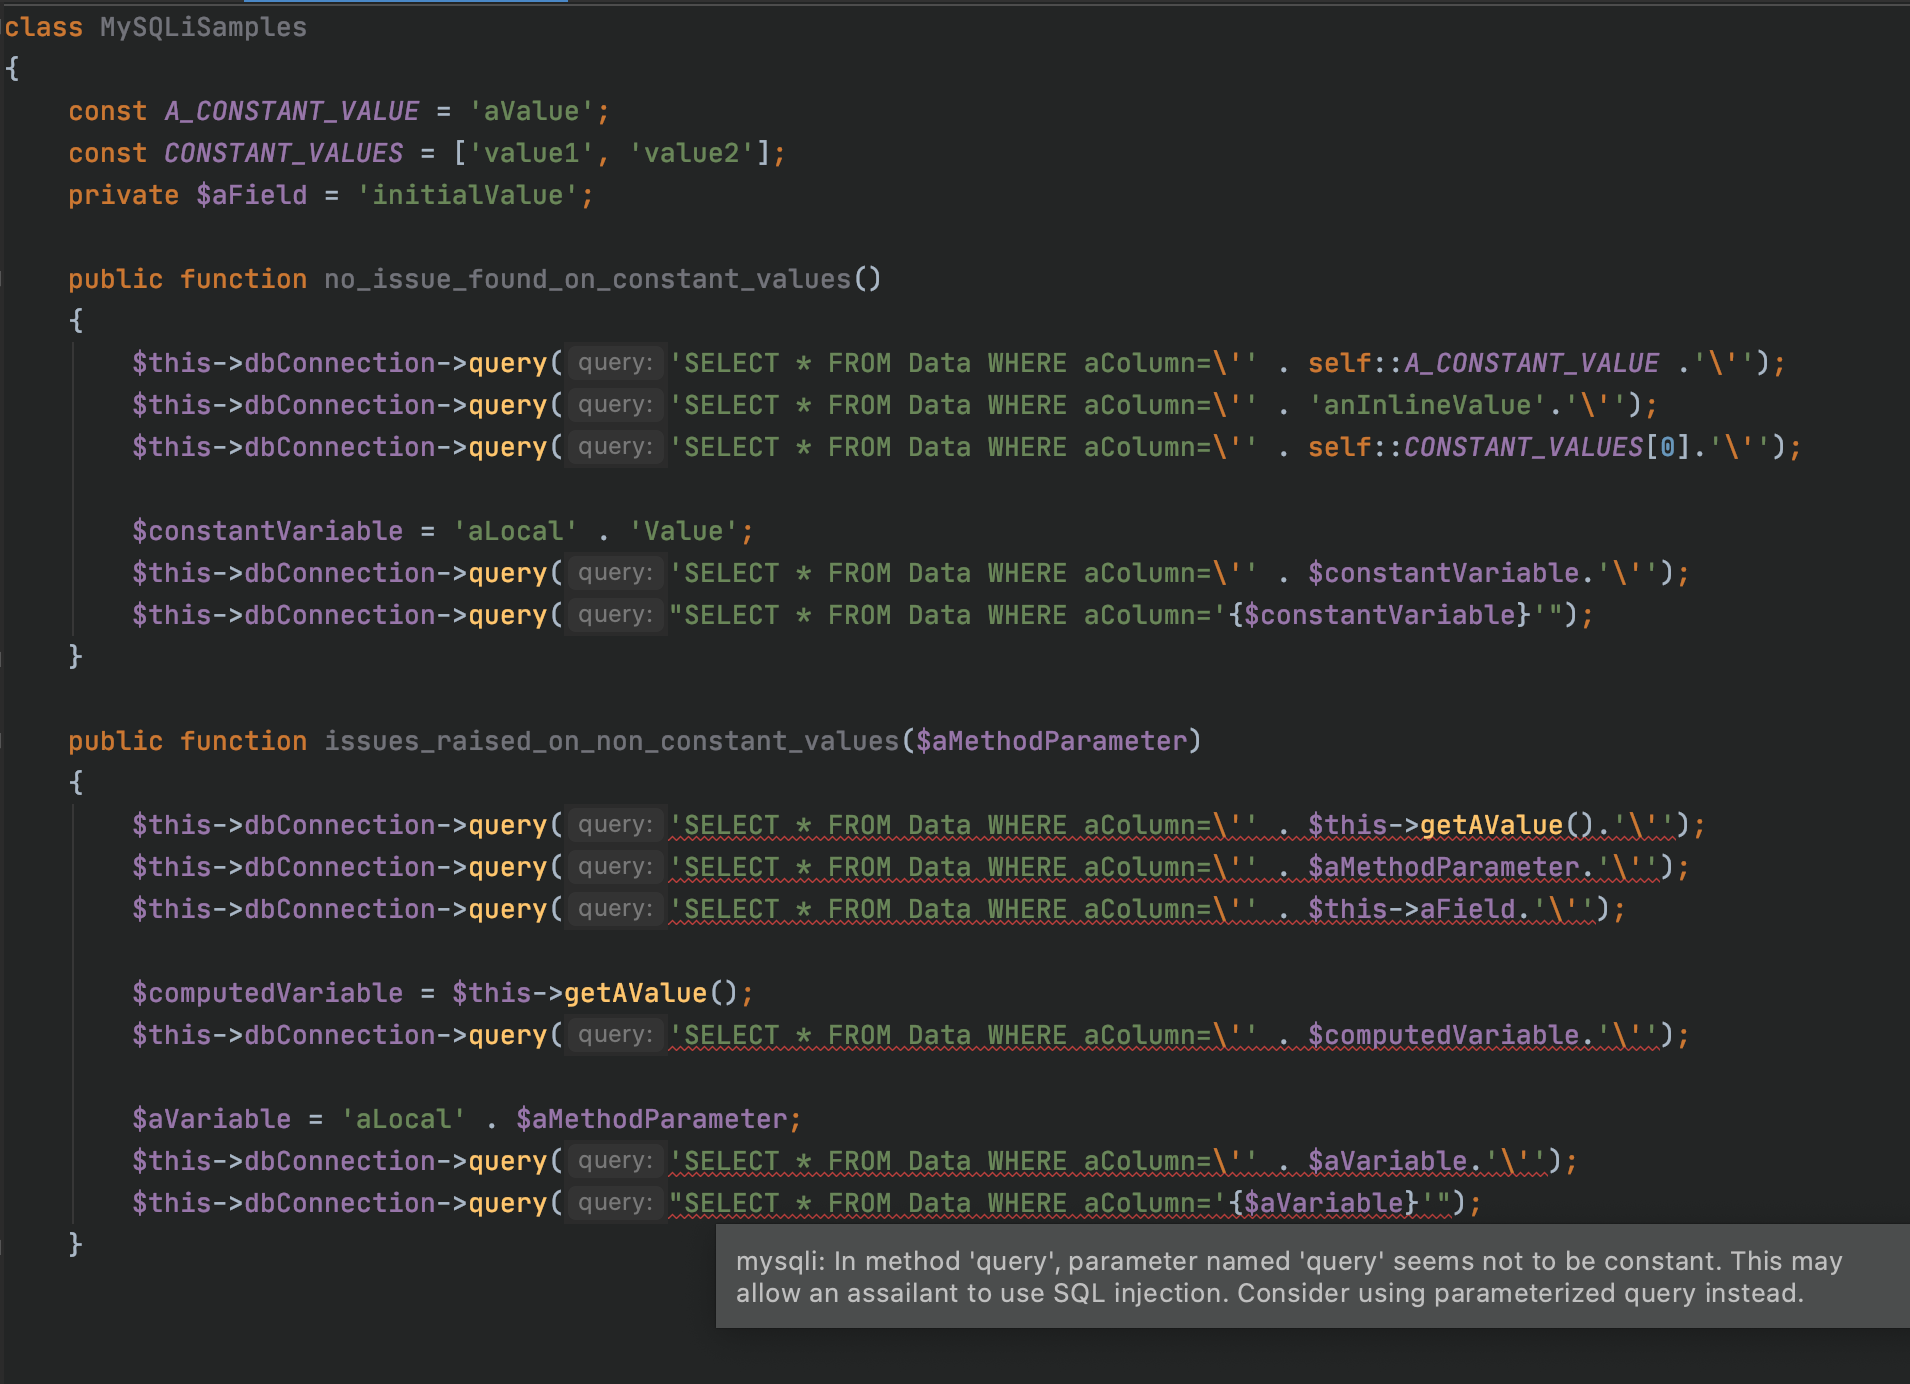 class MySQLiSamples
{
    const A_CONSTANT_VALUE = 'aValue';
    const CONSTANT_VALUES = ['value1', 'value2'];
    private $aField = 'initialValue';

    public function no_issue_found_on_constant_values()
    {
        $this->dbConnection->query( query: 'SELECT * FROM Data WHERE aColumn=\'' . self::A_CONSTANT_VALUE .'\'');
        $this->dbConnection->query( query: 'SELECT * FROM Data WHERE aColumn=\'' . 'anInlineValue'.'\'');
        $this->dbConnection->query( query: 'SELECT * FROM Data WHERE aColumn=\'' . self::CONSTANT_VALUES[0].'\'');

        $constantVariable = 'aLocal' . 'Value';
        $this->dbConnection->query( query: 'SELECT * FROM Data WHERE aColumn=\'' . $constantVariable.'\'');
        $this->dbConnection->query( query: "SELECT * FROM Data WHERE aColumn='{$constantVariable}'");
    }

    public function issues_raised_on_non_constant_values($aMethodParameter)
    {
        $this->dbConnection->query( query: 'SELECT * FROM Data WHERE aColumn=\'' . $this->getAValue().'\'');
        $this->dbConnection->query( query: 'SELECT * FROM Data WHERE aColumn=\'' . $aMethodParameter.'\'');
        $this->dbConnection->query( query: 'SELECT * FROM Data WHERE aColumn=\'' . $this->aField.'\'');

        $computedVariable = $this->getAValue();
        $this->dbConnection->query( query: 'SELECT * FROM Data WHERE aColumn=\'' . $computedVariable.'\'');

        $aVariable = 'aLocal' . $aMethodParameter;
        $this->dbConnection->query( query: 'SELECT * FROM Data WHERE aColumn=\'' . $aVariable.'\'');
        $this->dbConnection->query( query: "SELECT * FROM Data WHERE aColumn='{$aVariable}'");
    }
mysqli: In method 'query', parameter named 'query' seems not to be constant. This may
allow an assailant to use SQL injection. Consider using parameterized query instead.